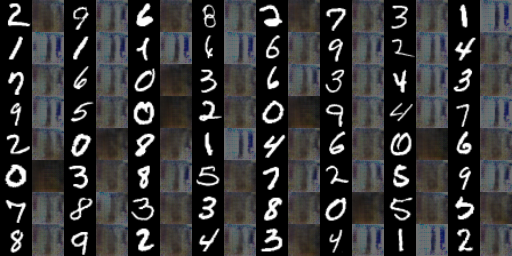 2 9 6 8 2 7 3 1
1 1 1 6 6 9 2 4
7 6 0 3 6 3 4 3
9 5 0 2 0 9 4 7
2 0 8 1 4 6 0 6
0 3 8 5 7 2 5 9
7 8 3 3 8 0 5 5
8 9 2 4 3 4 1 2